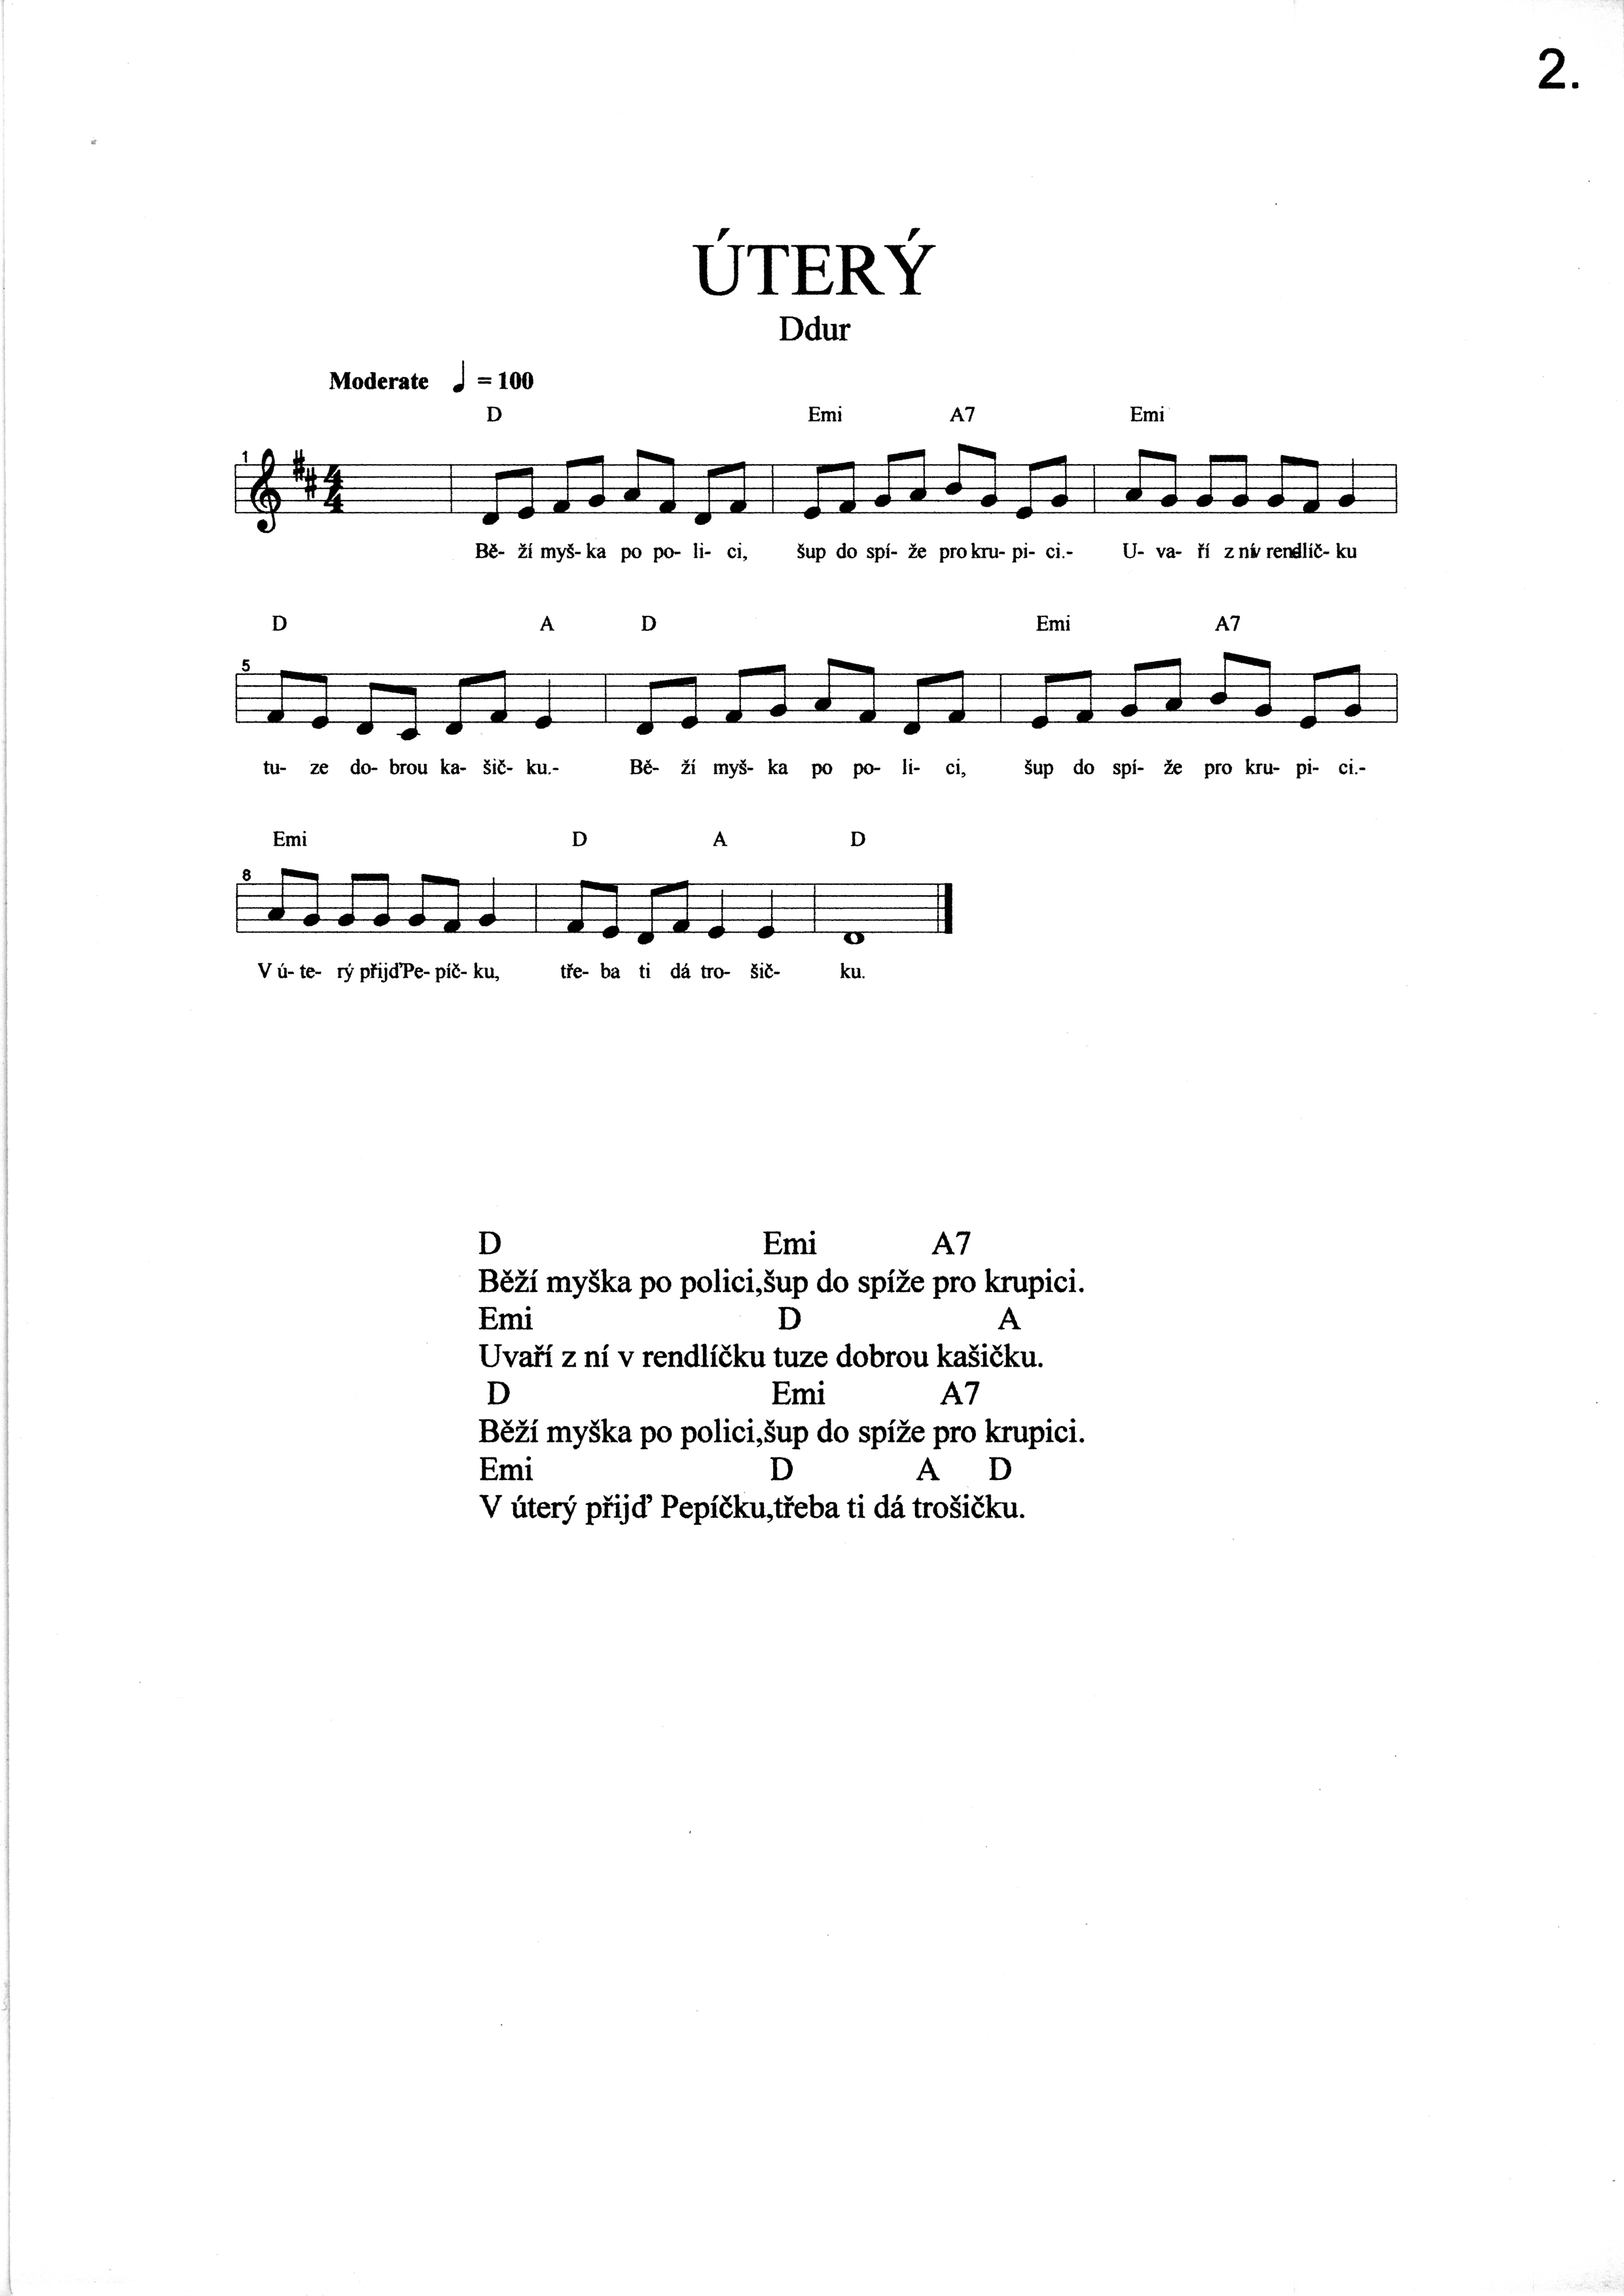 2.
ÚTERÝ
Ddur
Moderate = 100
D Emi A7 Emi
1
4
4
Bě- ží myš- ka po po- li- ci, šup do spí- že pro kru- pi- ci.- U- va- ří z ní v rendlíč- ku
D A D Emi A7
5
tu- ze do- brou ka- šič- ku.- Bě- ží myš- ka po po- li- ci, šup do spí- že pro kru- pi- ci.-
Emi D A D
8
V ú- te- rý přijď Pe- píč- ku, tře- ba ti dá tro- šič- ku.
D Emi A7
Běží myška po polici,šup do spíže pro krupici.
Emi D A
Uvaří z ní v rendlíčku tuze dobrou kašičku.
D Emi A7
Běží myška po polici,šup do spíže pro krupici.
Emi D A D
V úterý přijď Pepíčku,třeba ti dá trošičku.